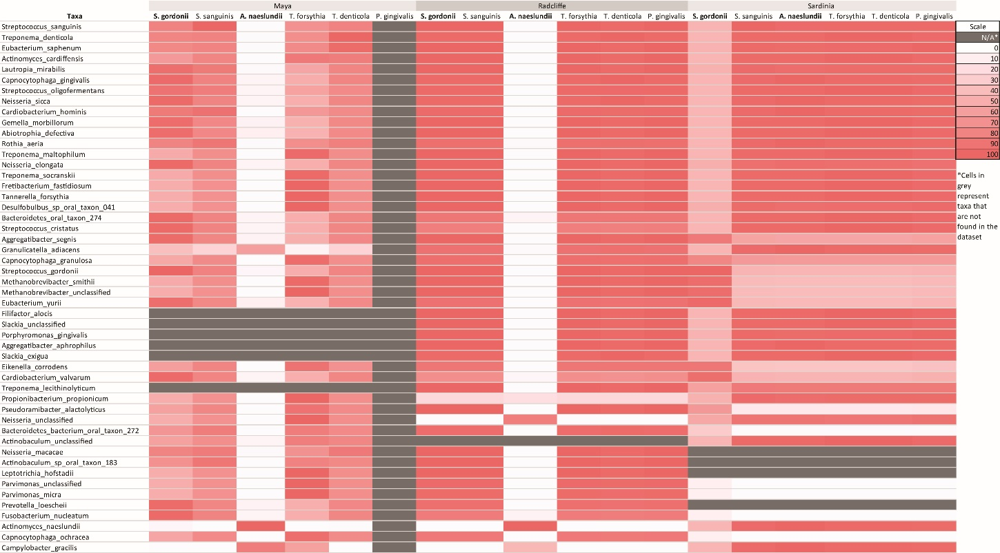 Maya Radcliffe Sardinia
Taxa S. gordonii S. sanguinis A. naeslundii T. forsythia T. denticola P. gingivalis S. gordonii S. sanguinis A. naeslundii T. forsythia T. denticola P. gingivalis S. gordonii S. sanguinis A. naeslundii T. forsythia T. denticola P. gingivalis
Streptococcus_sanguinis
Treponema_denticola
Eubacterium_saphenum
Actinomyces_cardiffensis
Lautropia_mirabilis
Capnocytophaga_gingivalis
Streptococcus_oligofermentans
Neisseria_sicca
Cardiobacterium_hominis
Gemella_morbillorum
Abiotrophia_defectiva
Rothia_aeria
Treponema_maltophilum
Neisseria_elongata
Treponema_socranskii
Fretibacterium_fastidiosum
Tannerella_forsythia
Desulfobulbus_sp_oral_taxon_041
Bacteroidetes_oral_taxon_274
Streptococcus_cristatus
Aggregatibacter_segnis
Granulicatella_adiacens
Capnocytophaga_granulosa
Streptococcus_gordonii
Methanobrevibacter_smithii
Methanobrevibacter_unclassified
Eubacterium_yurii
Filifactor_alocis
Slackia_unclassified
Porphyromonas_gingivalis
Aggregatibacter_aphrophilus
Slackia_exigua
Eikenella_corrodens
Cardiobacterium_valvarum
Treponema_lecithinolyticum
Propionibacterium_propionicum
Pseudoramibacter_alactolyticus
Neisseria_unclassified
Bacteroidetes_bacterium_oral_taxon_272
Actinobaculum_unclassified
Neisseria_macacae
Actinobaculum_sp_oral_taxon_183
Leptotrichia_hofstadii
Parvimonas_unclassified
Parvimonas_micra
Prevotella_loescheii
Fusobacterium_nucleatum
Actinomyces_naeslundii
Capnocytophaga_ochracea
Campylobacter_gracilis
Scale
N/A*
0
10
20
30
40
50
60
70
80
90
100
*Cells in
grey
represent
taxa that
are not
found in the
dataset